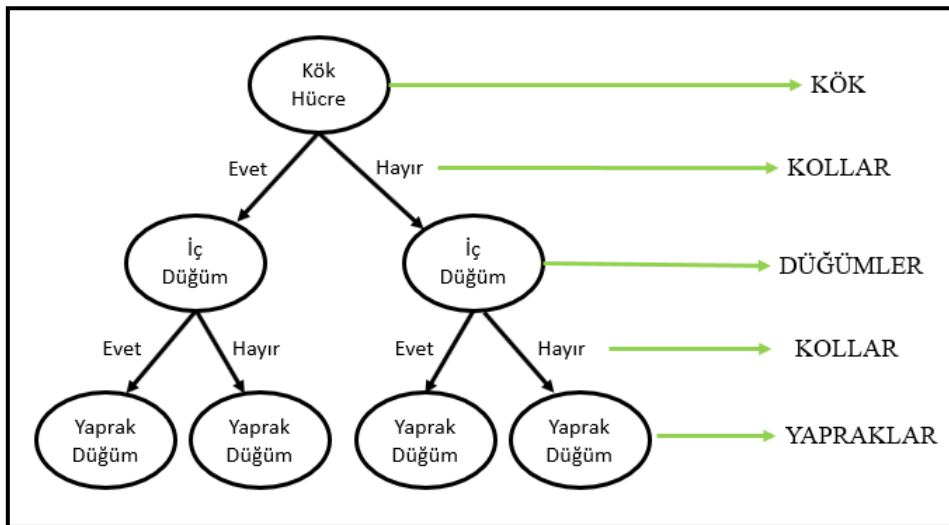 Kök
Hücre
KÖK
Evet
Hayır
KOLLAR
İç
Düğüm
İç
Düğüm
DÜĞÜMLER
Evet
Hayır
Evet
Hayır
KOLLAR
Yaprak
Düğüm
Yaprak
Düğüm
Yaprak
Düğüm
Yaprak
Düğüm
YAPRAKLAR